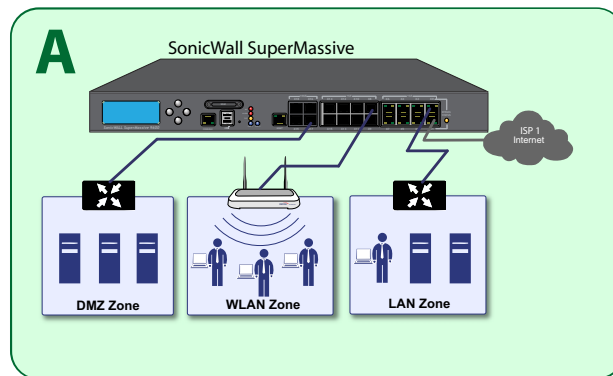 A
SonicWall SuperMassive
ISP 1
Internet
DMZ Zone
WLAN Zone
LAN Zone